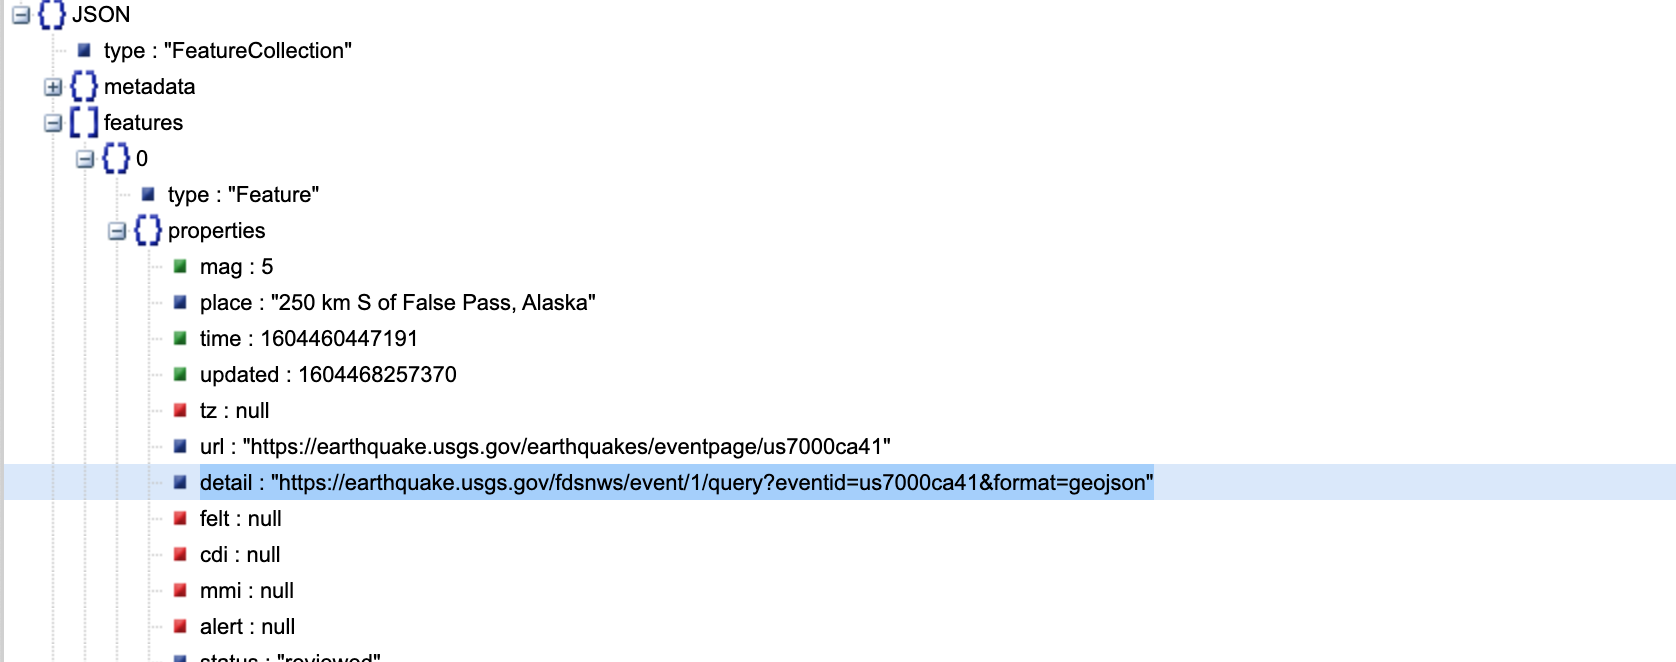 JSON
type : "FeatureCollection"
metadata
features
0
type : "Feature"
properties
mag : 5
place : "250 km S of False Pass, Alaska"
time : 1604460447191
updated : 1604468257370
tz : null
url : "https://earthquake.usgs.gov/earthquakes/eventpage/us7000ca41"
detail : "https://earthquake.usgs.gov/fdsnws/event/1/query?eventid=us7000ca41&format=geojson"
felt : null
cdi : null
mmi : null
alert : null
status : "reviewed"